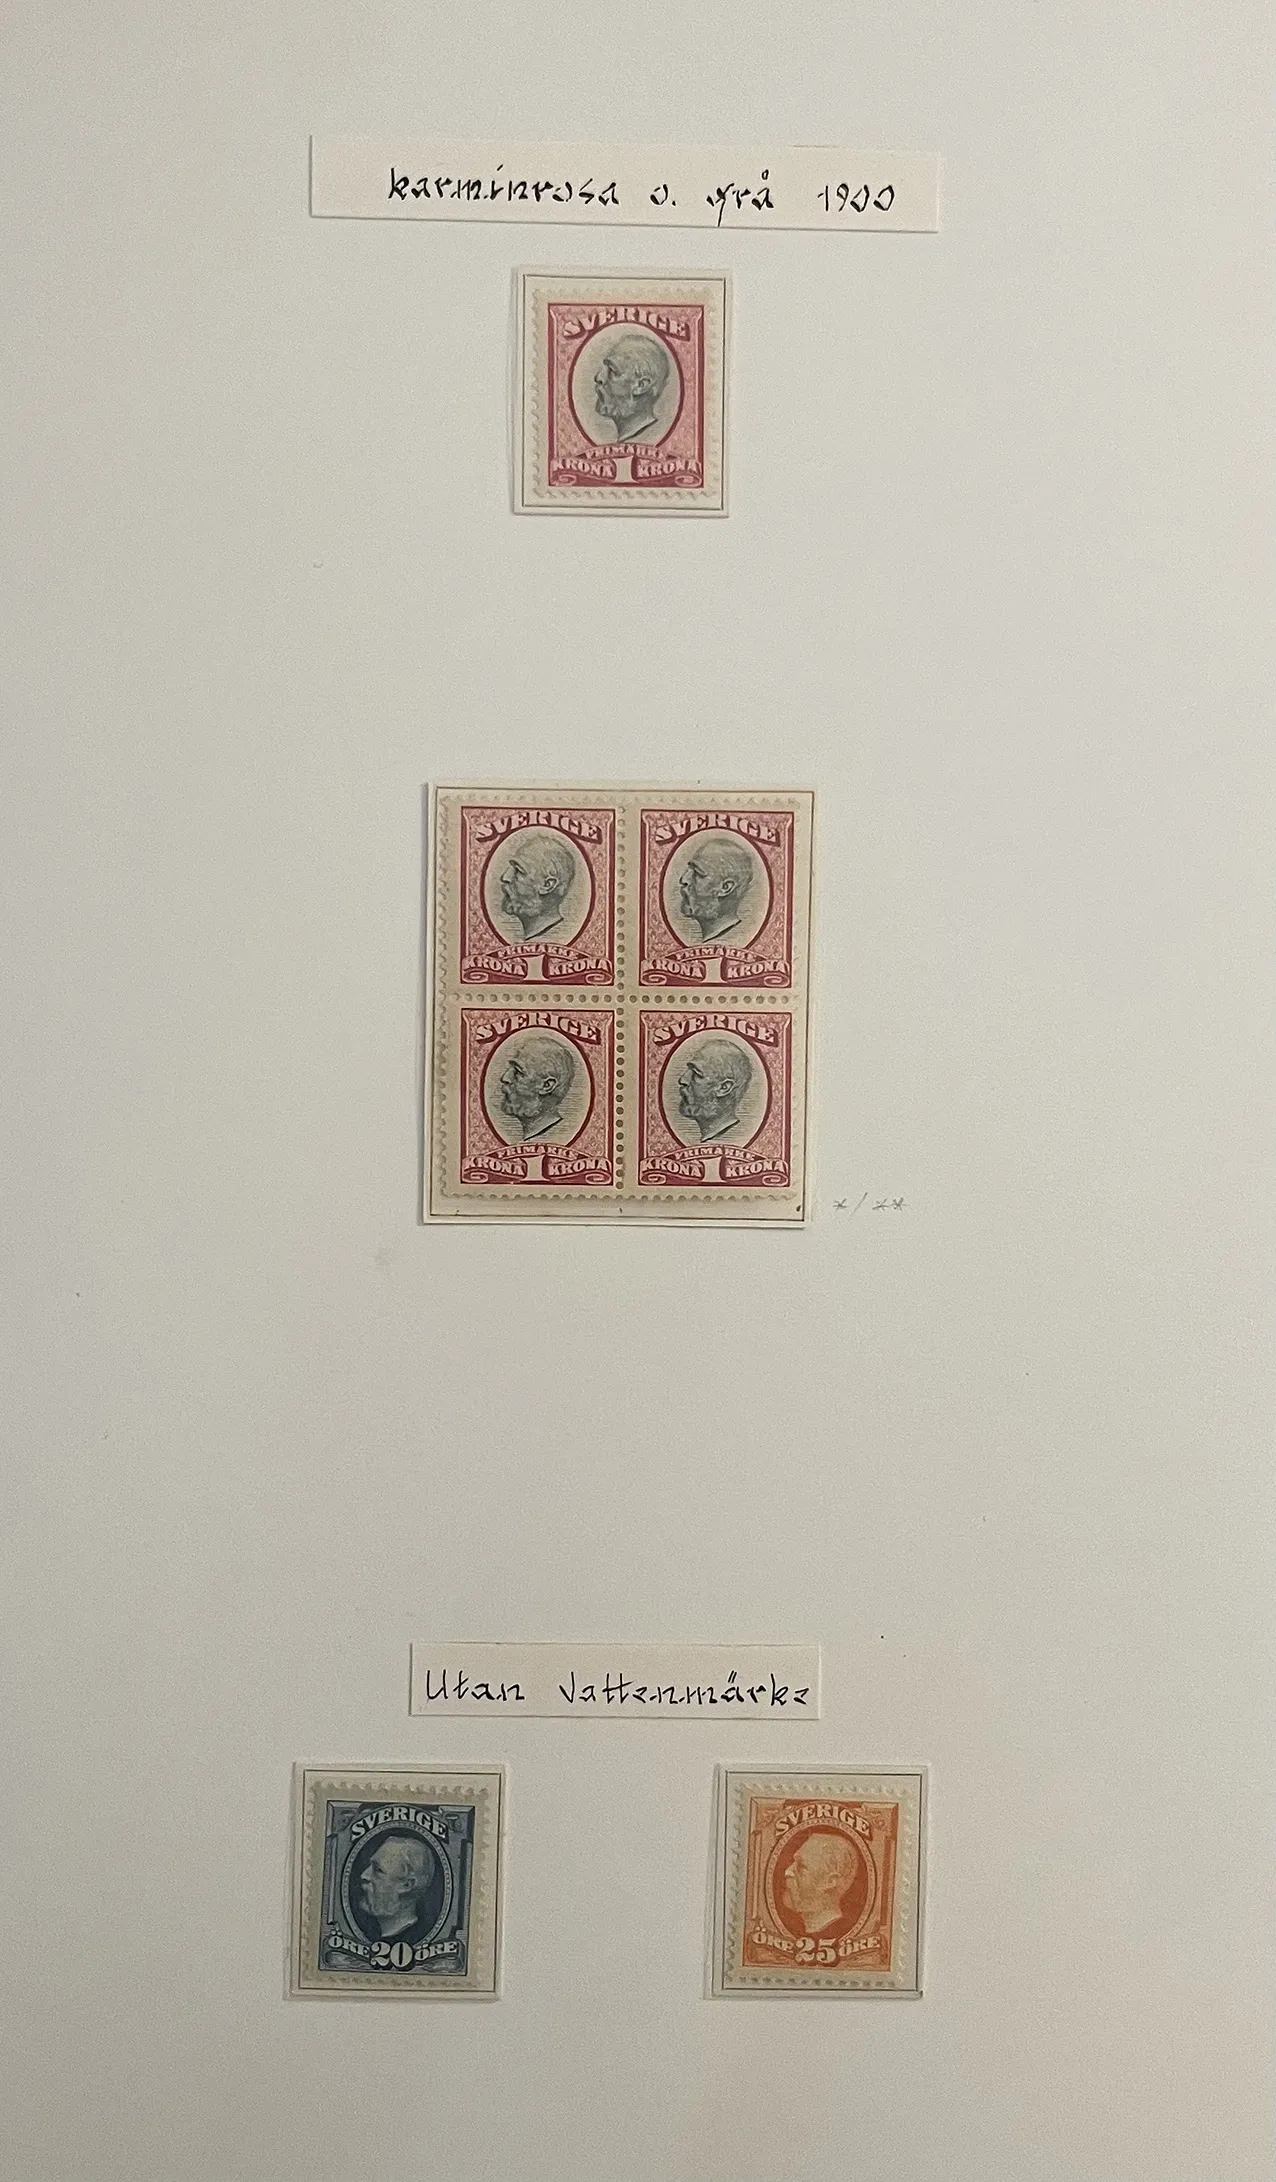 karminrosa o. grå 1900
SVERIGE
FRIMÄRKE
KRONA 1 KRONA
SVERIGE SVERIGE
FRIMÄRKE FRIMÄRKE
KRONA 1 KRONA KRONA 1 KRONA
SVERIGE SVERIGE
FRIMÄRKE FRIMÄRKE
KRONA 1 KRONA KRONA 1 KRONA
*/**
Utan Vattenmärke
SVERIGE
ÖRE 20 ÖRE
SVERIGE
ÖRE 25 ÖRE